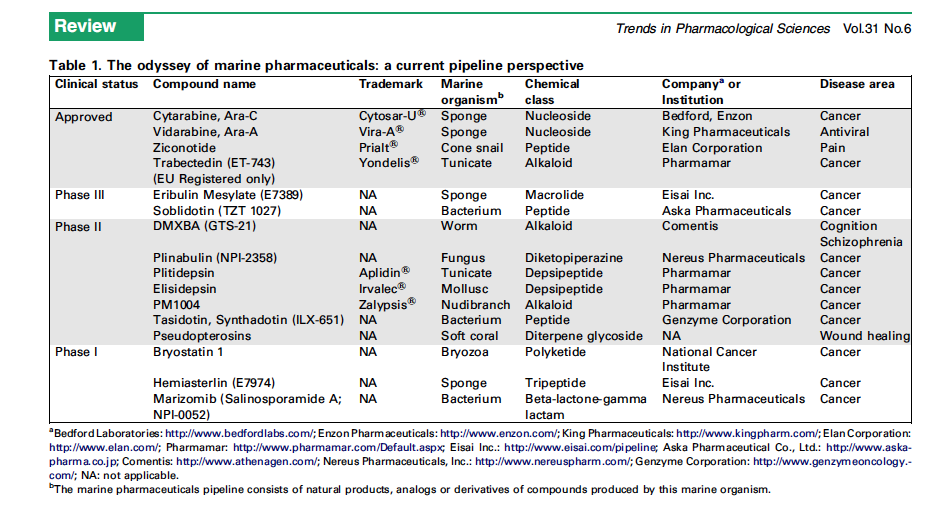 Review
Trends in Pharmacological Sciences Vol.31 No.6
Table 1. The odyssey of marine pharmaceuticals: a current pipeline perspective
Clinical status Compound name Trademark Marine organismᵇ Chemical class Companyᵃ or Institution Disease area
Approved Cytarabine, Ara-C Cytosar-U® Sponge Nucleoside Bedford, Enzon Cancer
Vidarabine, Ara-A Vira-A® Sponge Nucleoside King Pharmaceuticals Antiviral
Ziconotide Prialt® Cone snail Peptide Elan Corporation Pain
Trabectedin (ET-743) (EU Registered only) Yondelis® Tunicate Alkaloid Pharmamar Cancer
Phase III Eribulin Mesylate (E7389) NA Sponge Macrolide Eisai Inc. Cancer
Soblidotin (TZT 1027) NA Bacterium Peptide Aska Pharmaceuticals Cancer
Phase II DMXBA (GTS-21) NA Worm Alkaloid Comentis Cognition Schizophrenia
Plinabulin (NPI-2358) NA Fungus Diketopiperazine Nereus Pharmaceuticals Cancer
Plitidepsin Aplidin® Tunicate Depsipeptide Pharmamar Cancer
Elisidepsin Irvalec® Mollusc Depsipeptide Pharmamar Cancer
PM1004 Zalypsis® Nudibranch Alkaloid Pharmamar Cancer
Tasidotin, Synthadotin (ILX-651) NA Bacterium Peptide Genzyme Corporation Cancer
Pseudopterosins NA Soft coral Diterpene glycoside NA Wound healing
Phase I Bryostatin 1 NA Bryozoa Polyketide National Cancer Institute Cancer
Hemiasterlin (E7974) NA Sponge Tripeptide Eisai Inc. Cancer
Marizomib (Salinosporamide A; NPI-0052) NA Bacterium Beta-lactone-gamma lactam Nereus Pharmaceuticals Cancer
ᵃBedford Laboratories: http://www.bedfordlabs.com/; Enzon Pharmaceuticals: http://www.enzon.com/; King Pharmaceuticals: http://www.kingpharm.com/; Elan Corporation:
http://www.elan.com/; Pharmamar: http://www.pharmamar.com/Default.aspx; Eisai Inc.: http://www.eisai.com/pipeline; Aska Pharmaceutical Co., Ltd.: http://www.aska-
pharma.co.jp; Comentis: http://www.athenagen.com/; Nereus Pharmaceuticals, Inc.: http://www.nereuspharm.com/; Genzyme Corporation: http://www.genzymeoncology.-
com/; NA: not applicable.
ᵇThe marine pharmaceuticals pipeline consists of natural products, analogs or derivatives of compounds produced by this marine organism.